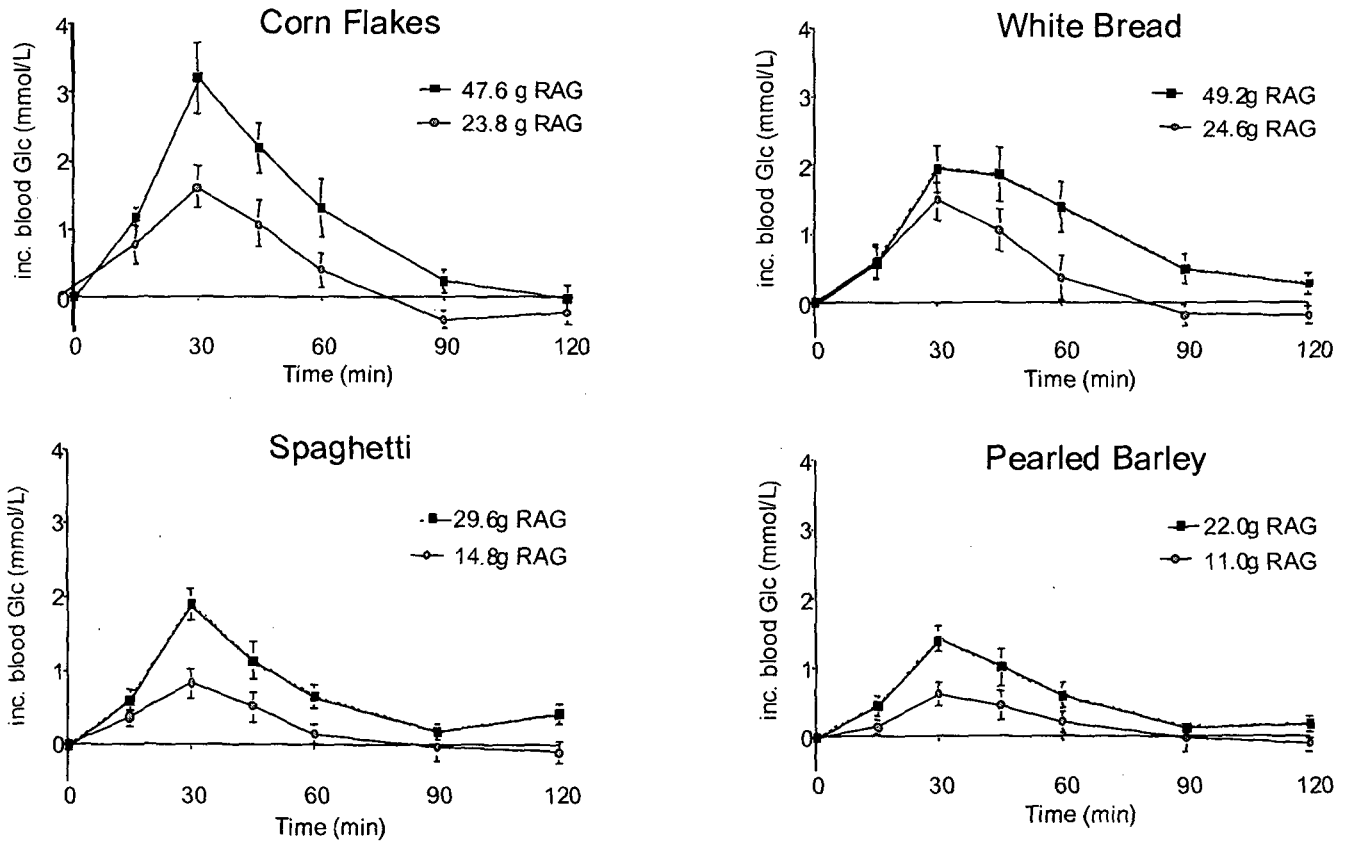 Corn Flakes
inc. blood Glc (mmol/L)
4
3
2
1
0
47.6 g RAG
23.8 g RAG
0 30 60 90 120
Time (min)
White Bread
inc. blood Glc (mmol/L)
4
3
2
1
0
49.2g RAG
24.6g RAG
0 30 60 90 120
Time (min)
Spaghetti
inc. blood Glc (mmol/L)
4
3
2
1
0
29.6g RAG
14.8g RAG
0 30 60 90 120
Time (min)
Pearled Barley
inc. blood Glc (mmol/L)
4
3
2
1
0
22.0g RAG
11.0g RAG
0 30 60 90 120
Time (min)